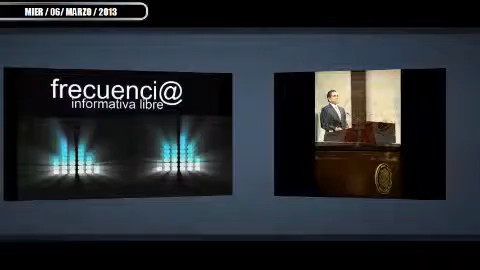 MIER / 06/ MARZO / 2013
frecuenci@
informativa libre